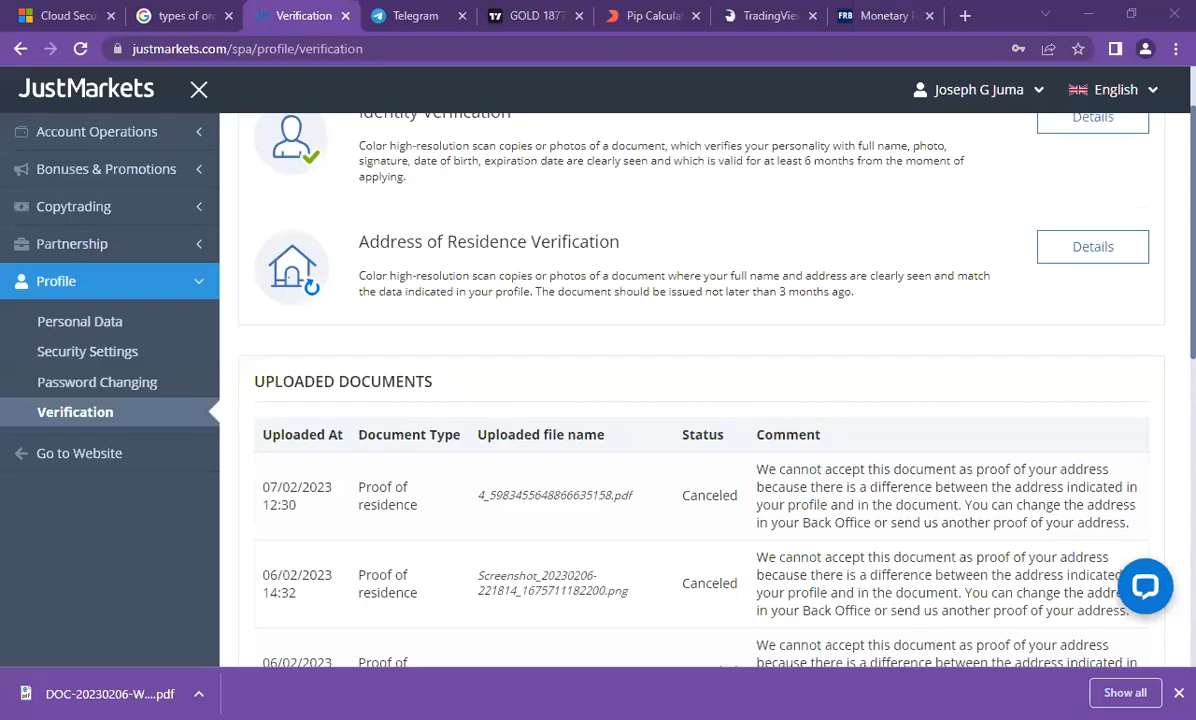 Cloud Secu
types of or
Verification
Telegram
GOLD 1877
Pip Calcula
TradingVie
FRB Monetary P
justmarkets.com/spa/profile/verification
JustMarkets
Joseph G Juma
English
Account Operations
Bonuses & Promotions
Copytrading
Partnership
Profile
Personal Data
Security Settings
Password Changing
Verification
Go to Website
Identity Verification
Details
Color high-resolution scan copies or photos of a document, which verifies your personality with full name, photo,
signature, date of birth, expiration date are clearly seen and which is valid for at least 6 months from the moment of
applying.
Address of Residence Verification
Details
Color high-resolution scan copies or photos of a document where your full name and address are clearly seen and match
the data indicated in your profile. The document should be issued not later than 3 months ago.
UPLOADED DOCUMENTS
Uploaded At Document Type Uploaded file name Status Comment
07/02/2023
12:30
Proof of
residence
4_5983455648866635158.pdf
Canceled
We cannot accept this document as proof of your address
because there is a difference between the address indicated in
your profile and in the document. You can change the address
in your Back Office or send us another proof of your address.
06/02/2023
14:32
Proof of
residence
Screenshot_20230206-
221814_1675711182200.png
Canceled
We cannot accept this document as proof of your address
because there is a difference between the address indicated
your profile and in the document. You can change the addre
in your Back Office or send us another proof of your address.
06/02/2023
Proof of
We cannot accept this document as proof of your address
because there is a difference between the address indicated in
DOC-20230206-W....pdf
Show all